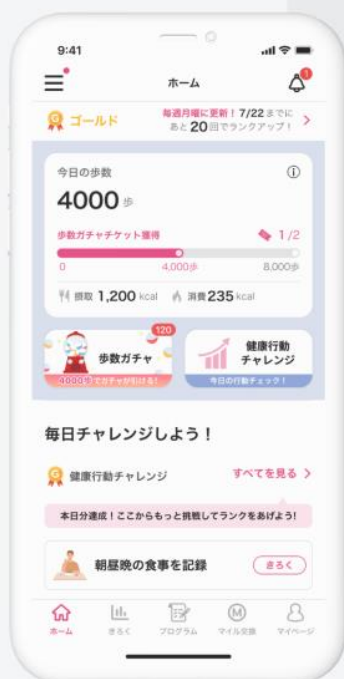 9:41
ホーム
1
ゴールド
毎週月曜に更新！7/22までに
あと20回でランクアップ！
今日の歩数
4000歩
歩数ガチャチケット獲得
1/2
0
4,000歩
8,000歩
摂取 1,200 kcal
消費 235 kcal
120
歩数ガチャ
4000歩でガチャが引ける！
健康行動
チャレンジ
今日の行動チェック！
毎日チャレンジしよう！
健康行動チャレンジ
すべてを見る
本日分達成！ここからもっと挑戦してランクをあげよう！
朝昼晩の食事を記録
きろく
ホーム
きろく
プログラム
マイル交換
マイページ